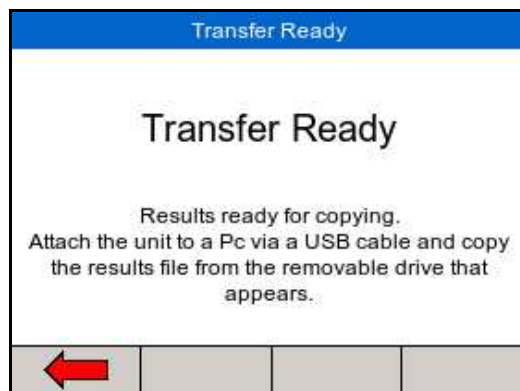 Transfer Ready
Transfer Ready
Results ready for copying.
Attach the unit to a Pc via a USB cable and copy
the results file from the removable drive that
appears.